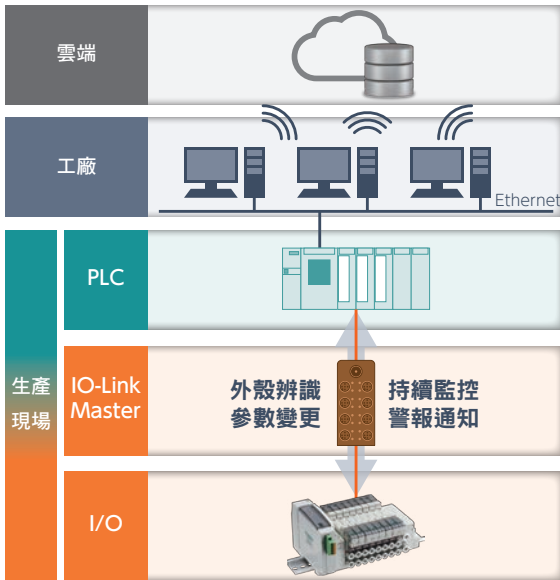 雲端
工廠
Ethernet
生產
現場
PLC
IO-Link
Master
外殼辨識
參數變更
持續監控
警報通知
I/O